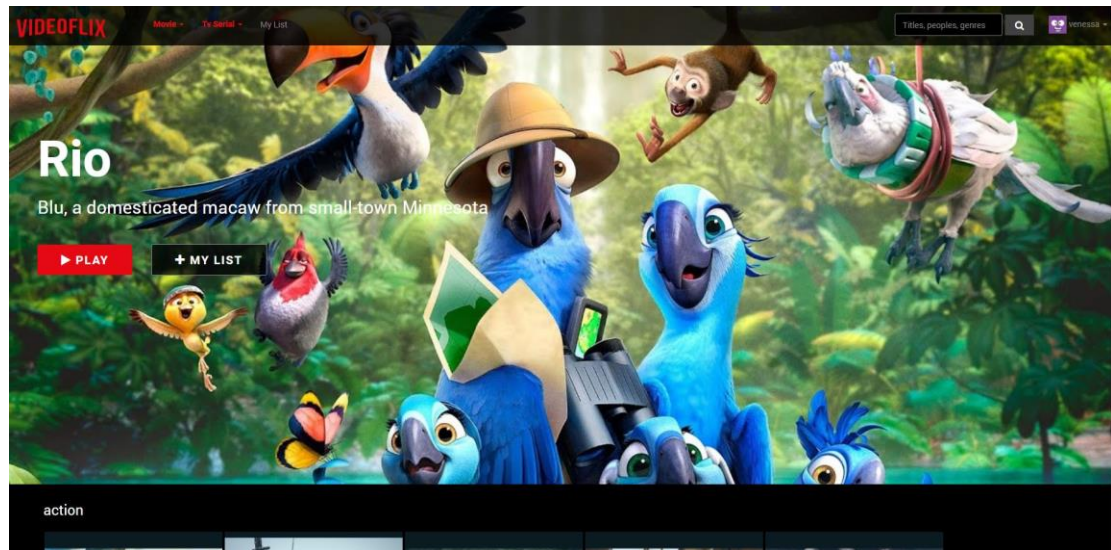 VIDEOFLIX
Movie Tv Serial My List
Titles, peoples, genres
venessa
Rio
Blu, a domesticated macaw from small-town Minnesota
PLAY + MY LIST
action